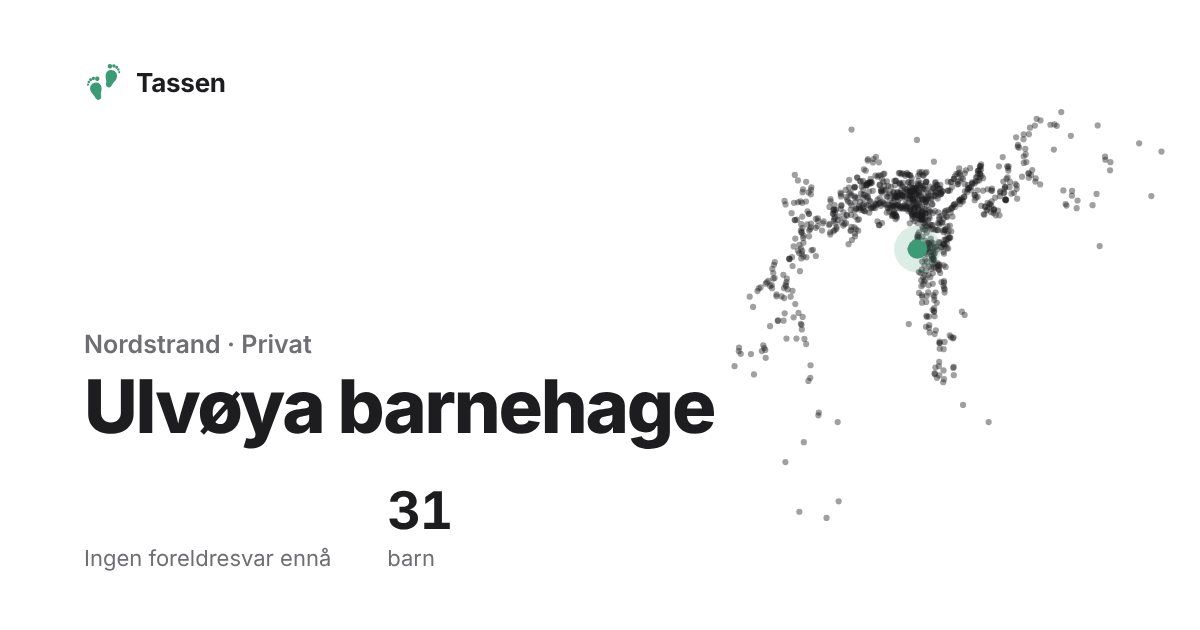 Tassen
Nordstrand · Privat
Ulvøya barnehage
31
Ingen foreldresvar ennå
barn